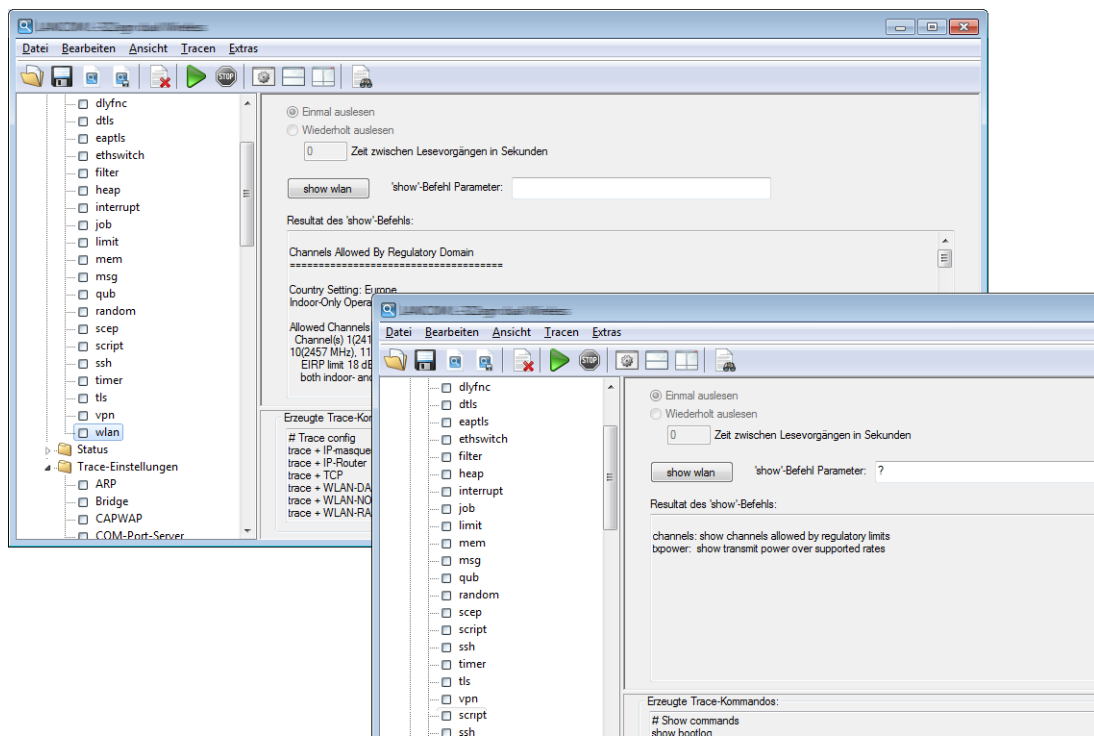 Datei Bearbeiten Ansicht Tracen Extras
STOP
dlyfnc
dtls
eaptls
ethswitch
filter
heap
interrupt
job
limit
mem
msg
qub
random
scep
script
ssh
timer
tls
vpn
wlan
Status
Trace-Einstellungen
ARP
Bridge
CAPWAP
COM-Port-Server
Einmal auslesen
Wiederholt auslesen
0 Zeit zwischen Lesevorgängen in Sekunden
show wlan 'show'-Befehl Parameter:
Resultat des 'show'-Befehls:
Channels Allowed By Regulatory Domain
=====================================
Country Setting: Europe
Indoor-Only Opera
Allowed Channels
Channel(s) 1(241
10(2457 MHz), 11
EIRP limit 18 dB
both indoor- and
Erzeugte Trace-Kom
# Trace config
trace + IP-masque
trace + IP-Router
trace + TCP
trace + WLAN-DA
trace + WLAN-NO
trace + WLAN-RA
Datei Bearbeiten Ansicht Tracen Extras
STOP
dlyfnc
dtls
eaptls
ethswitch
filter
heap
interrupt
job
limit
mem
msg
qub
random
scep
script
ssh
timer
tls
vpn
script
ssh
Einmal auslesen
Wiederholt auslesen
0 Zeit zwischen Lesevorgängen in Sekunden
show wlan 'show'-Befehl Parameter: ?
Resultat des 'show'-Befehls:
channels: show channels allowed by regulatory limits
txpower: show transmit power over supported rates
Erzeugte Trace-Kommandos:
# Show commands
show bootlog